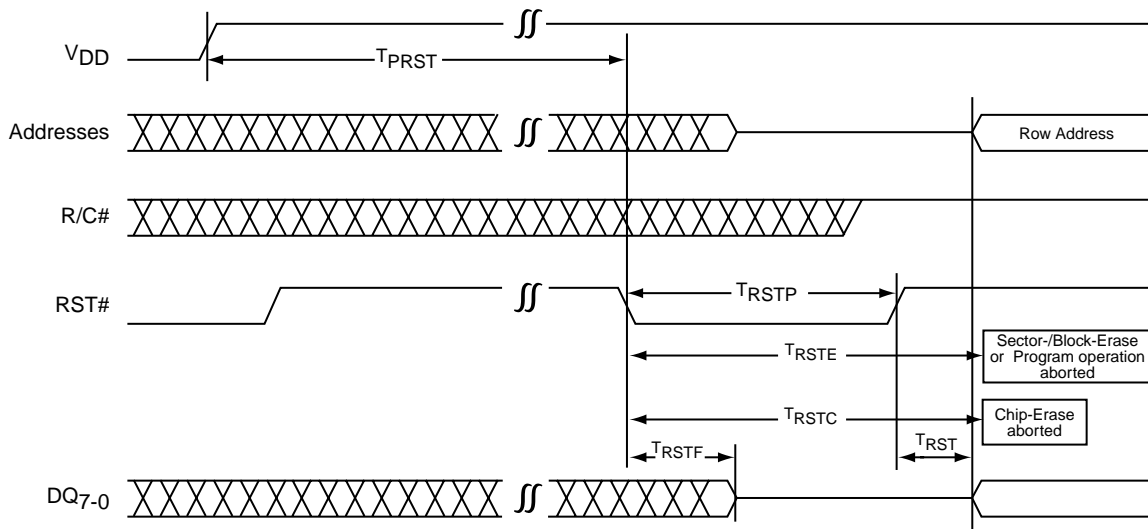 VDD
TPRST
Addresses
Row Address
R/C#
RST#
TRSTP
TRSTE
Sector-/Block-Erase
or Program operation
aborted
TRSTC
Chip-Erase
aborted
TRSTF
TRST
DQ7-0